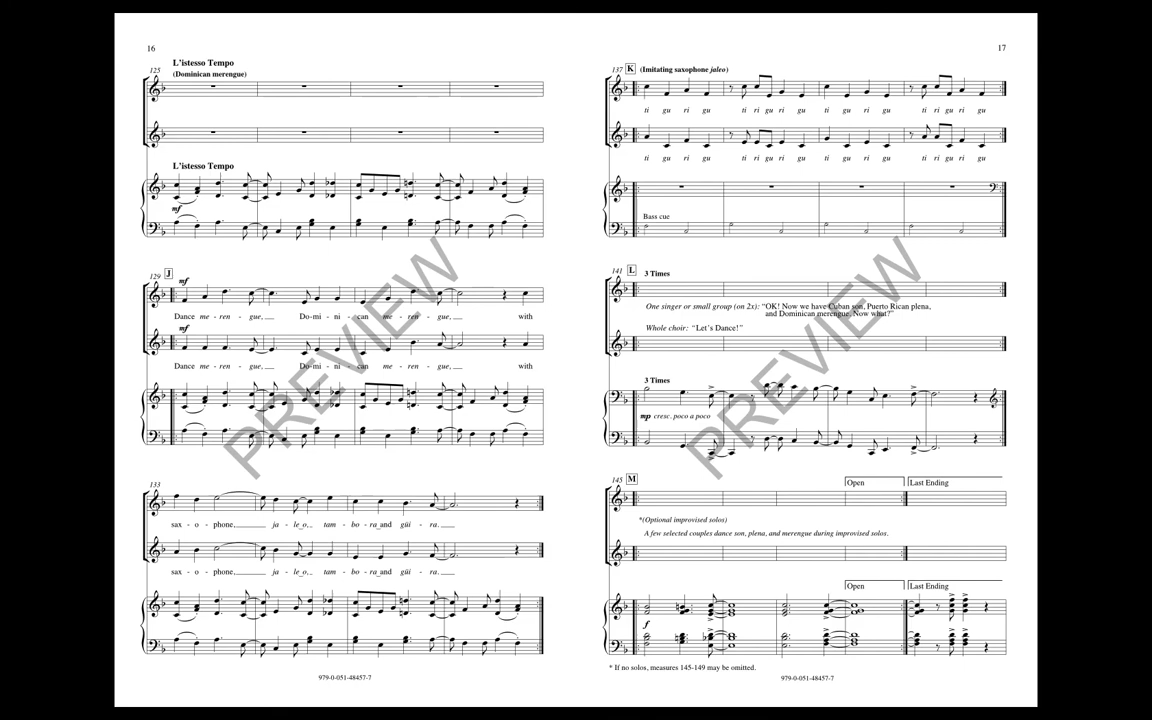 16
L'istesso Tempo
(Dominican merengue)
125
L'istesso Tempo
mf
129
J
mf
Dance me - ren - gue, Do-mi - ni - can me - ren - gue, with
mf
Dance me - ren - gue, Do-mi - ni - can me - ren - gue, with
133
sax - o - phone, ja - le_o, tam - bo - ra_and güi - ra.
sax - o - phone, ja - le_o, tam - bo - ra_and güi - ra.
979-0-051-48457-7
17
137 K (Imitating saxophone jaleo)
ti gu ri gu ti ri gu ri gu ti gu ri gu ti ri gu ri gu
ti gu ri gu ti ri gu ri gu ti gu ri gu ti ri gu ri gu
Bass cue
141 L 3 Times
One singer or small group (on 2x): "OK! Now we have Cuban son, Puerto Rican plena,
and Dominican merengue, Now what?"
Whole choir: "Let's Dance!"
3 Times
mp cresc. poco a poco
145 M
Open
Last Ending
*(Optional improvised solos)
A few selected couples dance son, plena, and merengue during improvised solos.
Open
Last Ending
f
* If no solos, measures 145-149 may be omitted.
979-0-051-48457-7
PREVIEW
PREVIEW